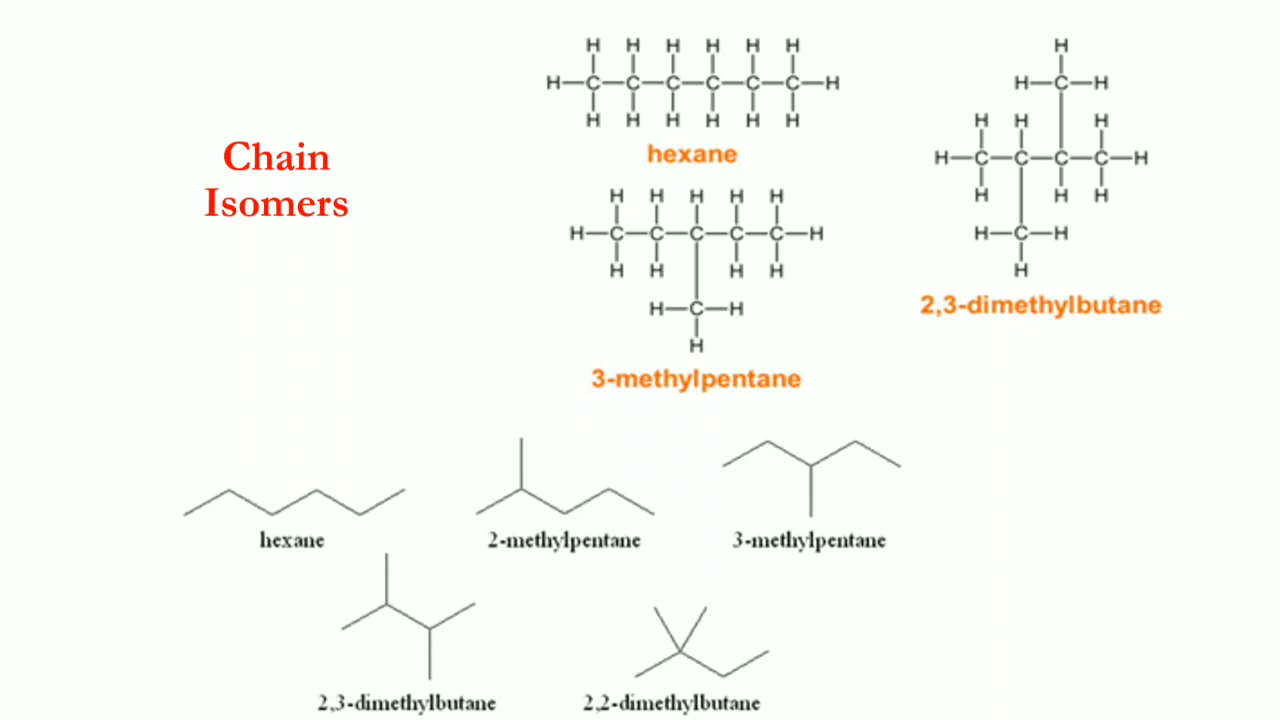 Chain
Isomers
H H H H H H
H-C-C-C-C-C-C-H
H H H H H H
hexane
H H H H H
H-C-C-C-C-C-H
H H H H
H-C-H
H
3-methylpentane
H
H-C-H
H H H
H-C-C-C-C-H
H H H
H-C-H
H
2,3-dimethylbutane
hexane
2-methylpentane
3-methylpentane
2,3-dimethylbutane
2,2-dimethylbutane